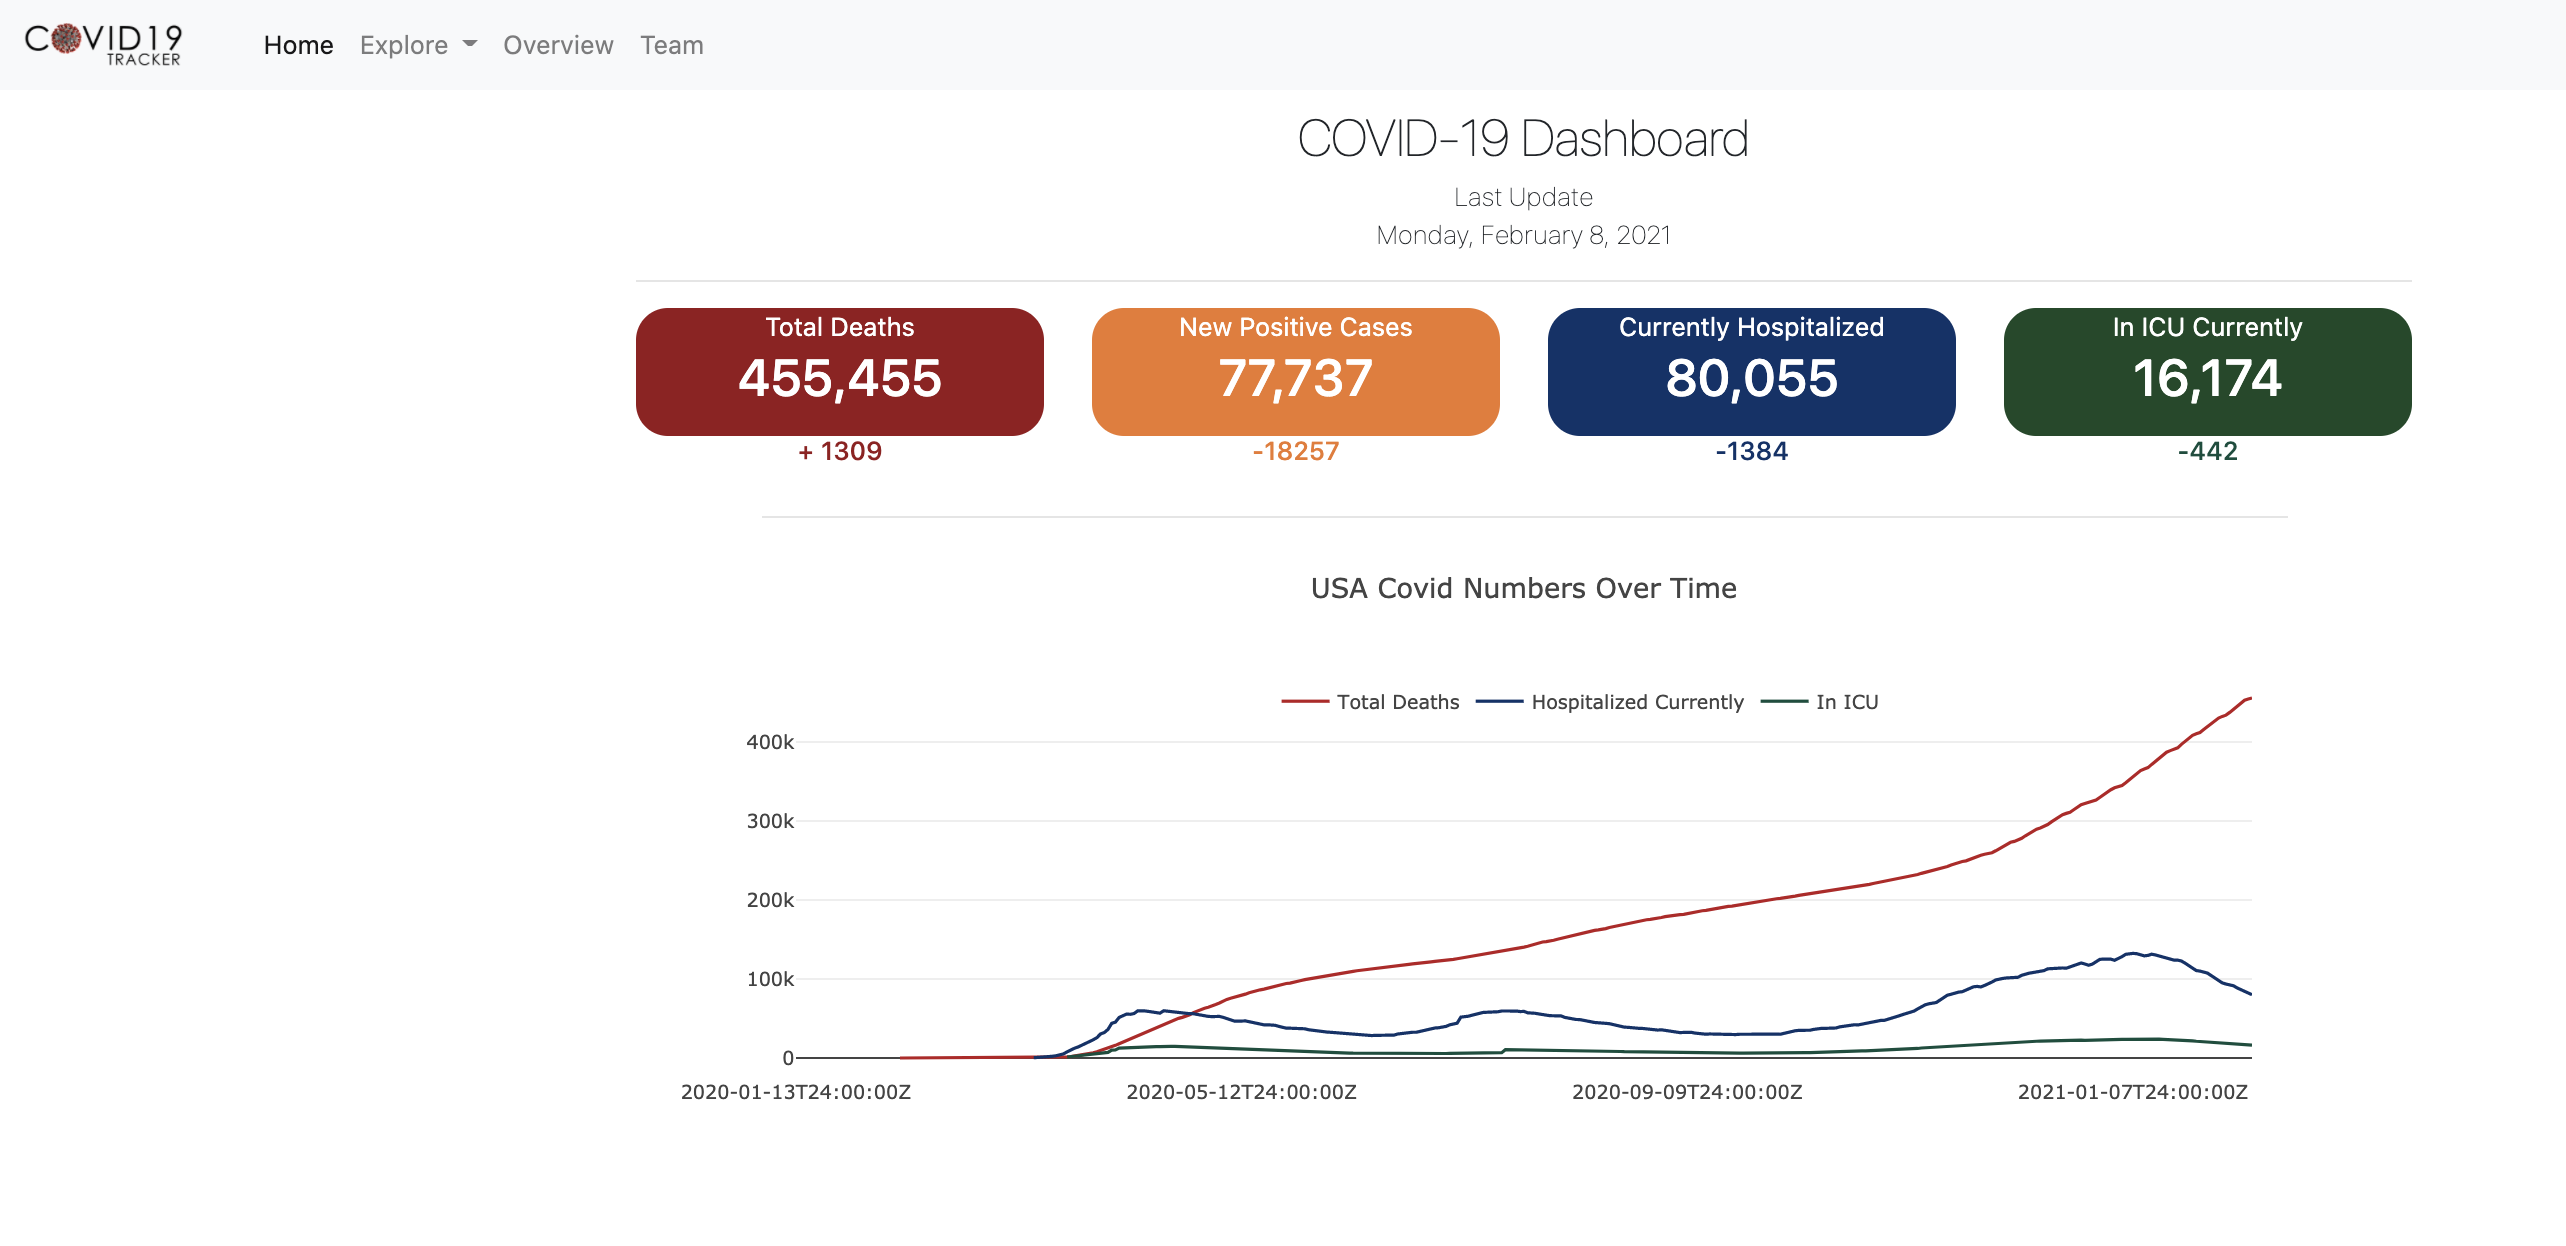 COVID19
TRACKER
Home Explore Overview Team
COVID-19 Dashboard
Last Update
Monday, February 8, 2021
Total Deaths
455,455
+ 1309
New Positive Cases
77,737
-18257
Currently Hospitalized
80,055
-1384
In ICU Currently
16,174
-442
USA Covid Numbers Over Time
Total Deaths Hospitalized Currently In ICU
400k
300k
200k
100k
0
2020-01-13T24:00:00Z 2020-05-12T24:00:00Z 2020-09-09T24:00:00Z 2021-01-07T24:00:00Z